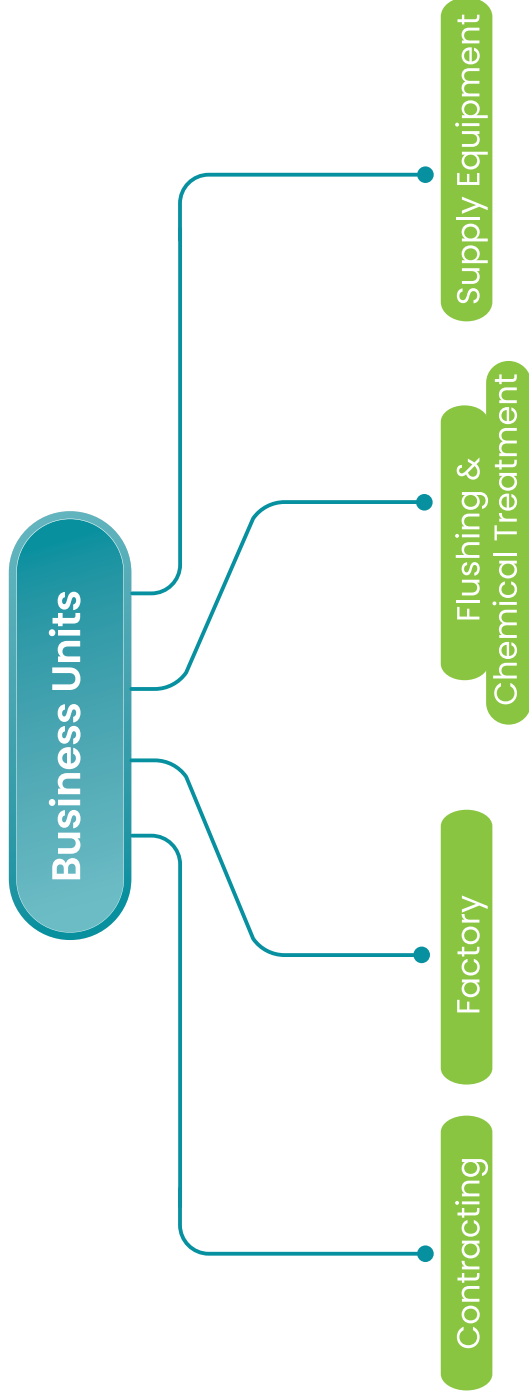 Business Units
Contracting
Factory
Flushing &
Chemical Treatment
Supply Equipment